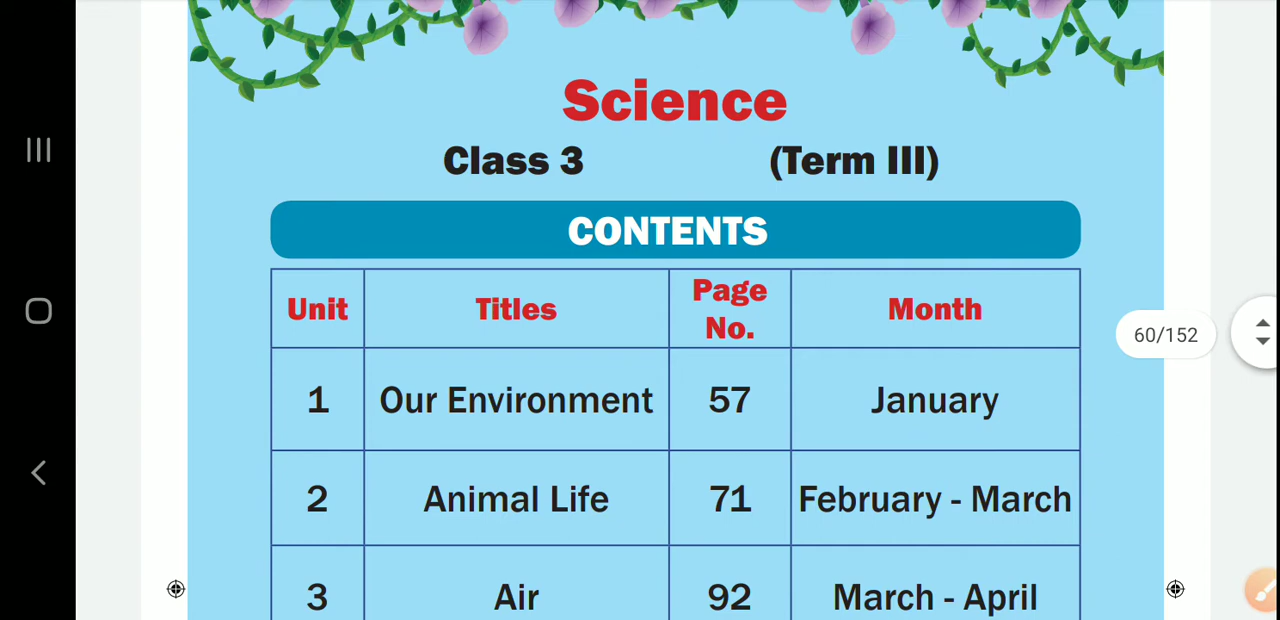 Science
Class 3 (Term III)
CONTENTS
Unit Titles Page No. Month
1 Our Environment 57 January
60/152
2 Animal Life 71 February - March
3 Air 92 March - April